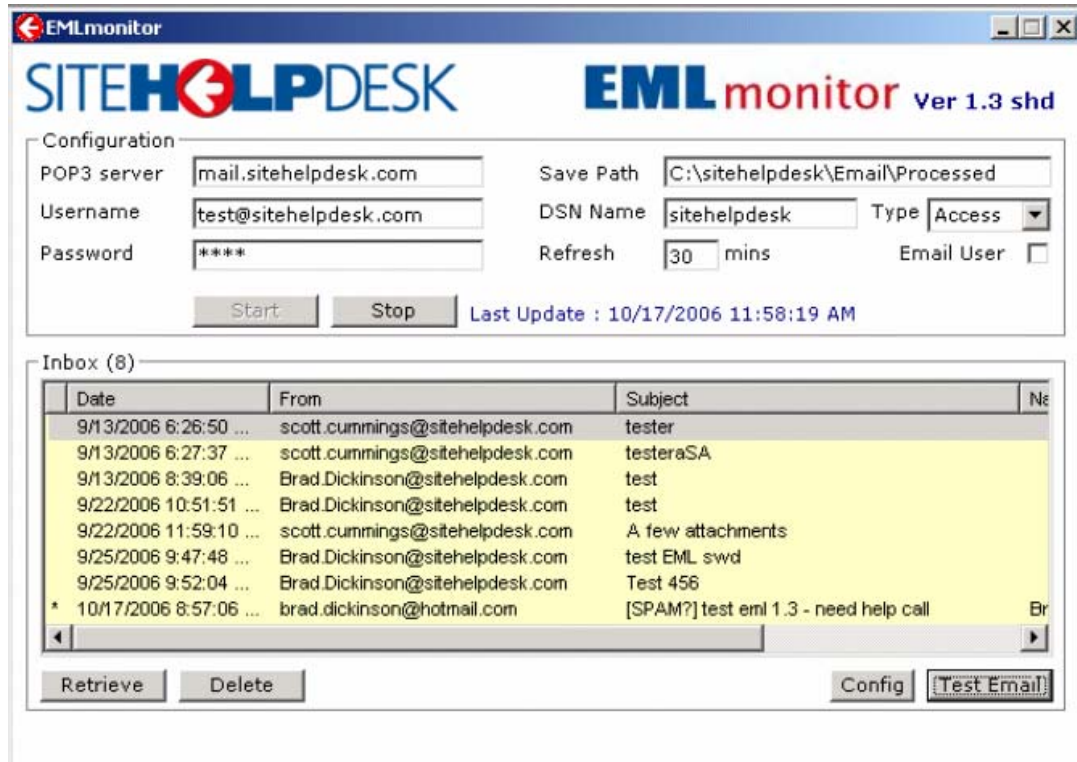 EMLmonitor
SITEHELPDESK EML monitor Ver 1.3 shd
Configuration
POP3 server mail.sitehelpdesk.com Save Path C:\sitehelpdesk\Email\Processed
Username test@sitehelpdesk.com DSN Name sitehelpdesk Type Access
Password **** Refresh 30 mins Email User
Start Stop Last Update : 10/17/2006 11:58:19 AM
Inbox (8)
Date From Subject Na
9/13/2006 6:26:50 ... scott.cummings@sitehelpdesk.com tester
9/13/2006 6:27:37 ... scott.cummings@sitehelpdesk.com testeraSA
9/13/2006 8:39:06 ... Brad.Dickinson@sitehelpdesk.com test
9/22/2006 10:51:51 ... Brad.Dickinson@sitehelpdesk.com test
9/22/2006 11:59:10 ... scott.cummings@sitehelpdesk.com A few attachments
9/25/2006 9:47:48 ... Brad.Dickinson@sitehelpdesk.com test EML swd
9/25/2006 9:52:04 ... Brad.Dickinson@sitehelpdesk.com Test 456
* 10/17/2006 8:57:06 ... brad.dickinson@hotmail.com [SPAM?] test eml 1.3 - need help call Br
Retrieve Delete Config Test Email